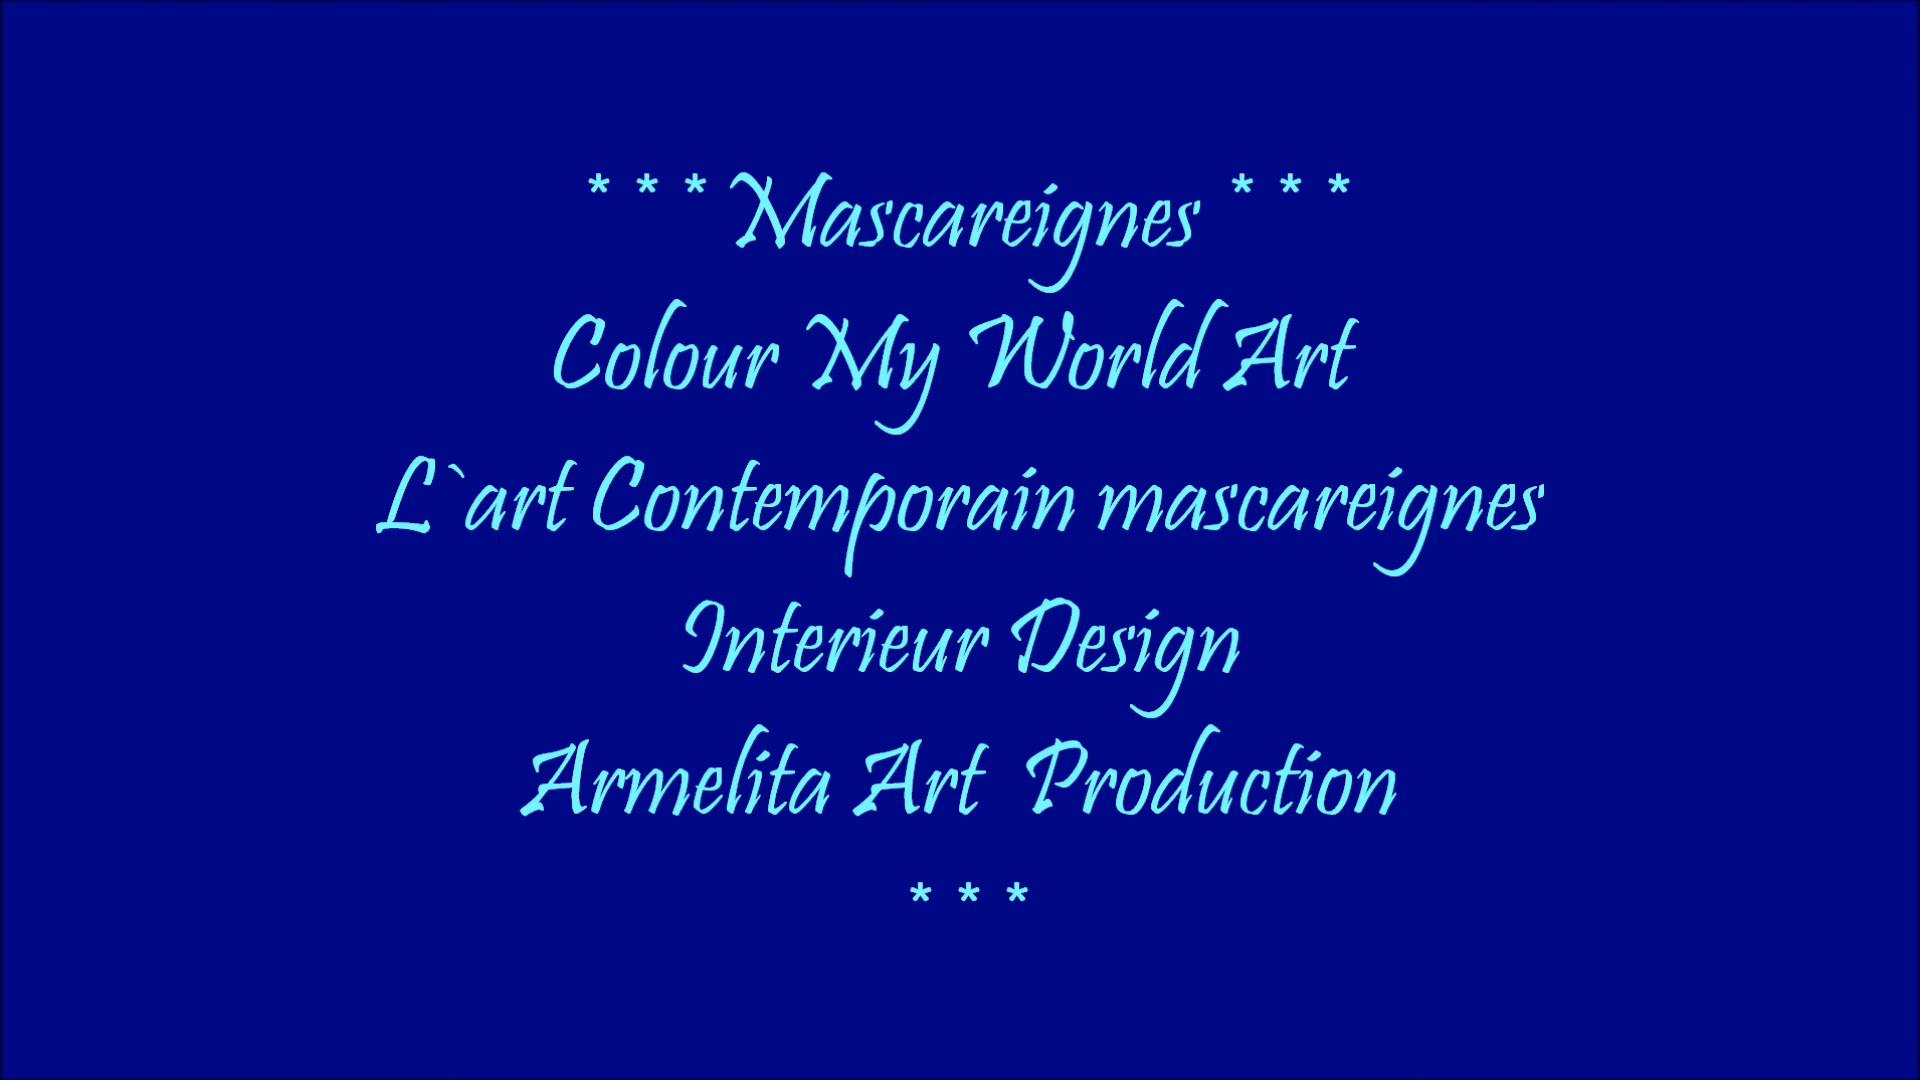 * * * Mascareignes * * *
Colour My World Art
L`art Contemporain mascareignes
Interieur Design
Armelita Art Production
* * *